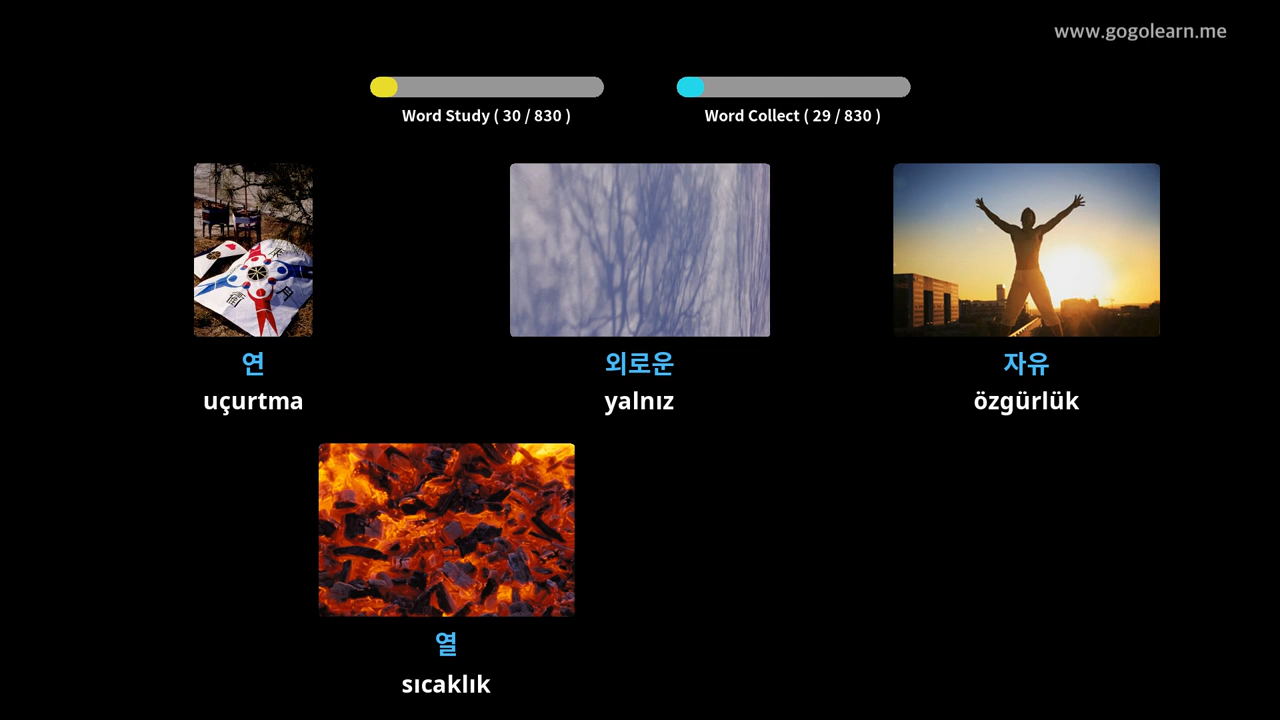 www.gogolearn.me
Word Study ( 30 / 830 )
Word Collect ( 29 / 830 )
연
uçurtma
외로운
yalnız
자유
özgürlük
열
sıcaklık